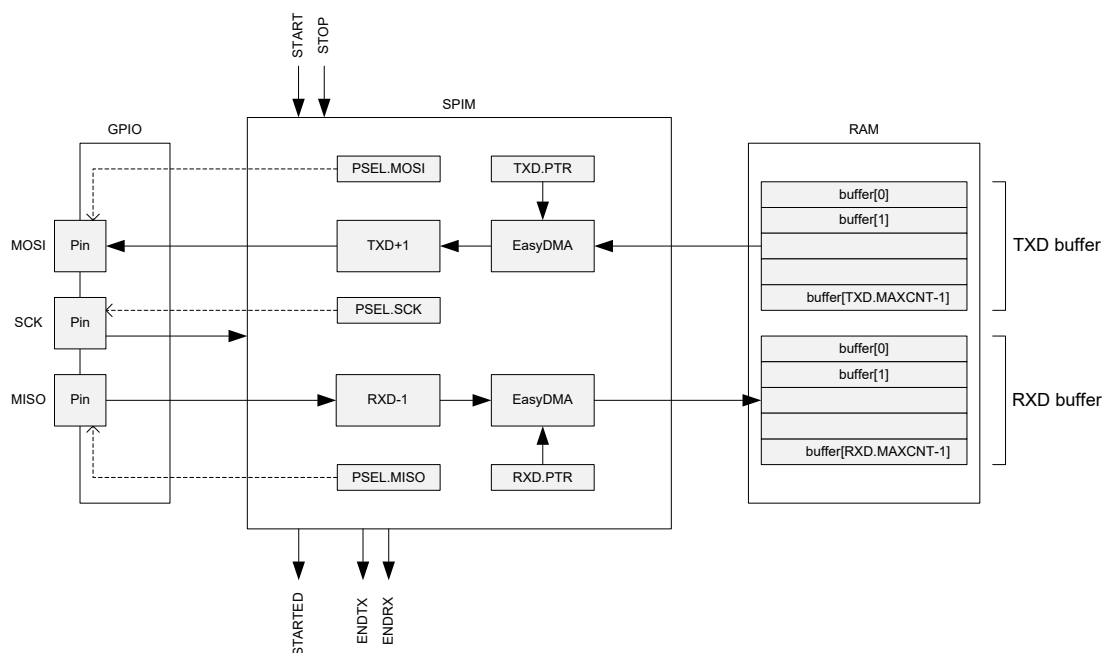 START
STOP
SPIM
GPIO
RAM
PSEL.MOSI
TXD.PTR
buffer[0]
buffer[1]
MOSI
Pin
TXD+1
EasyDMA
TXD buffer
buffer[TXD.MAXCNT-1]
PSEL.SCK
SCK
Pin
buffer[0]
buffer[1]
MISO
Pin
RXD-1
EasyDMA
RXD buffer
buffer[RXD.MAXCNT-1]
PSEL.MISO
RXD.PTR
STARTED
ENDTX
ENDRX